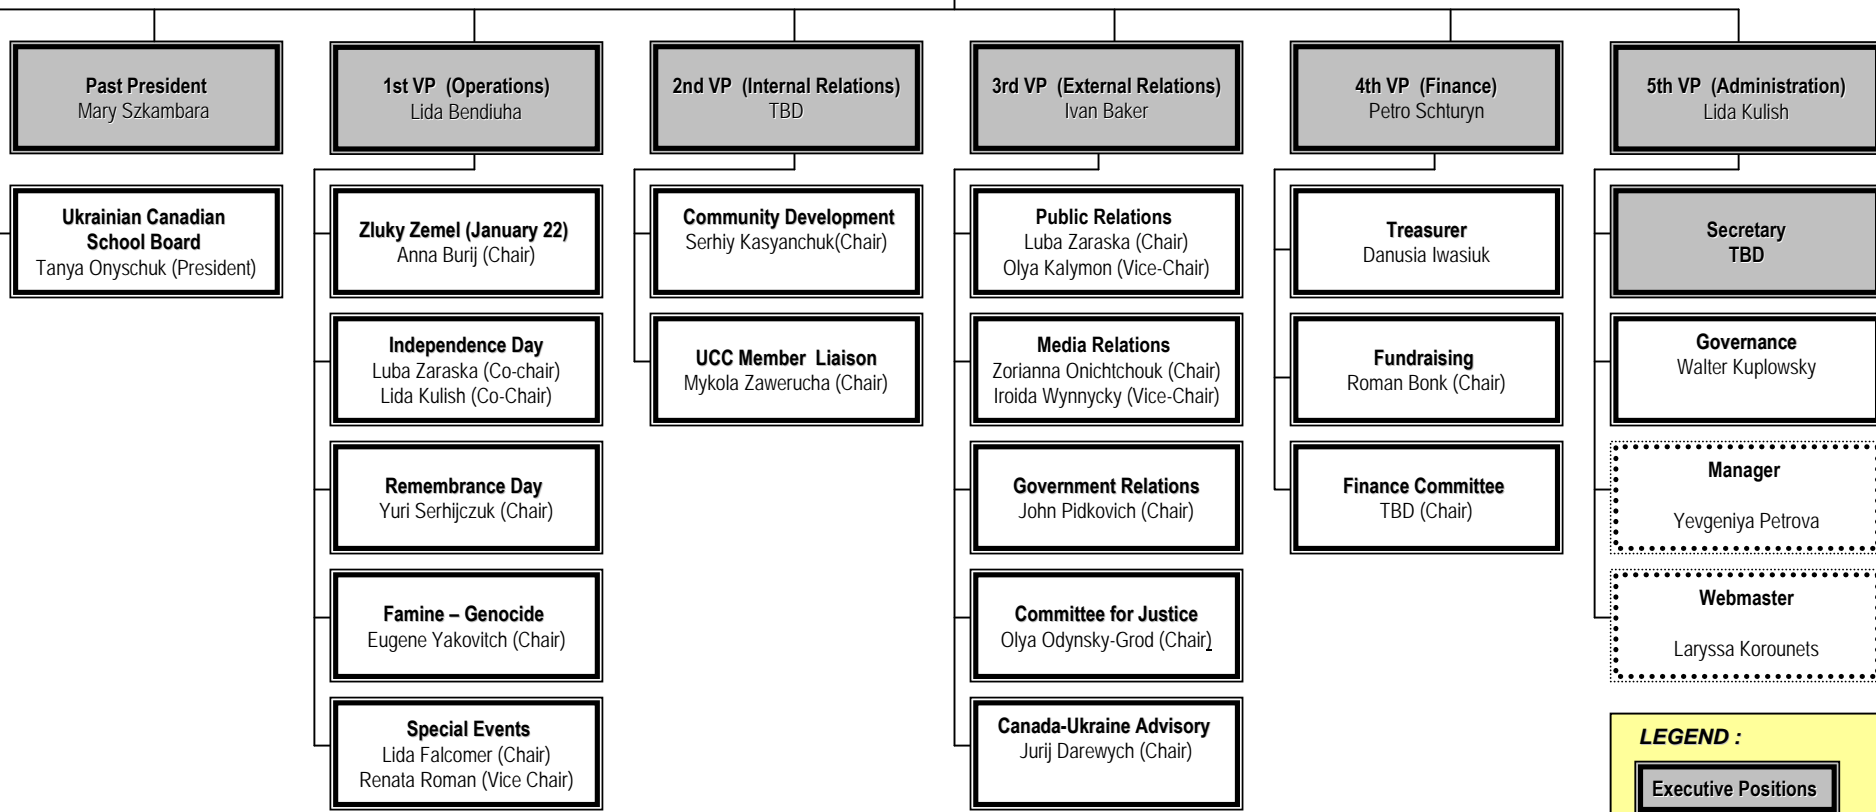 Past President
Mary Szkambara
1st VP (Operations)
Lida Bendiuha
2nd VP (Internal Relations)
TBD
3rd VP (External Relations)
Ivan Baker
4th VP (Finance)
Petro Schturyn
5th VP (Administration)
Lida Kulish
Ukrainian Canadian
School Board
Tanya Onyschuk (President)
Zluky Zemel (January 22)
Anna Burij (Chair)
Independence Day
Luba Zaraska (Co-chair)
Lida Kulish (Co-Chair)
Remembrance Day
Yuri Serhijczuk (Chair)
Famine – Genocide
Eugene Yakovitch (Chair)
Special Events
Lida Falcomer (Chair)
Renata Roman (Vice Chair)
Community Development
Serhiy Kasyanchuk(Chair)
UCC Member Liaison
Mykola Zawerucha (Chair)
Public Relations
Luba Zaraska (Chair)
Olya Kalymon (Vice-Chair)
Media Relations
Zorianna Onichtchouk (Chair)
Iroida Wynnycky (Vice-Chair)
Government Relations
John Pidkovich (Chair)
Committee for Justice
Olya Odynsky-Grod (Chair)
Canada-Ukraine Advisory
Jurij Darewych (Chair)
Treasurer
Danusia Iwasiuk
Fundraising
Roman Bonk (Chair)
Finance Committee
TBD (Chair)
Secretary
TBD
Governance
Walter Kuplowsky
Manager
Yevgeniya Petrova
Webmaster
Laryssa Korounets
LEGEND :
Executive Positions